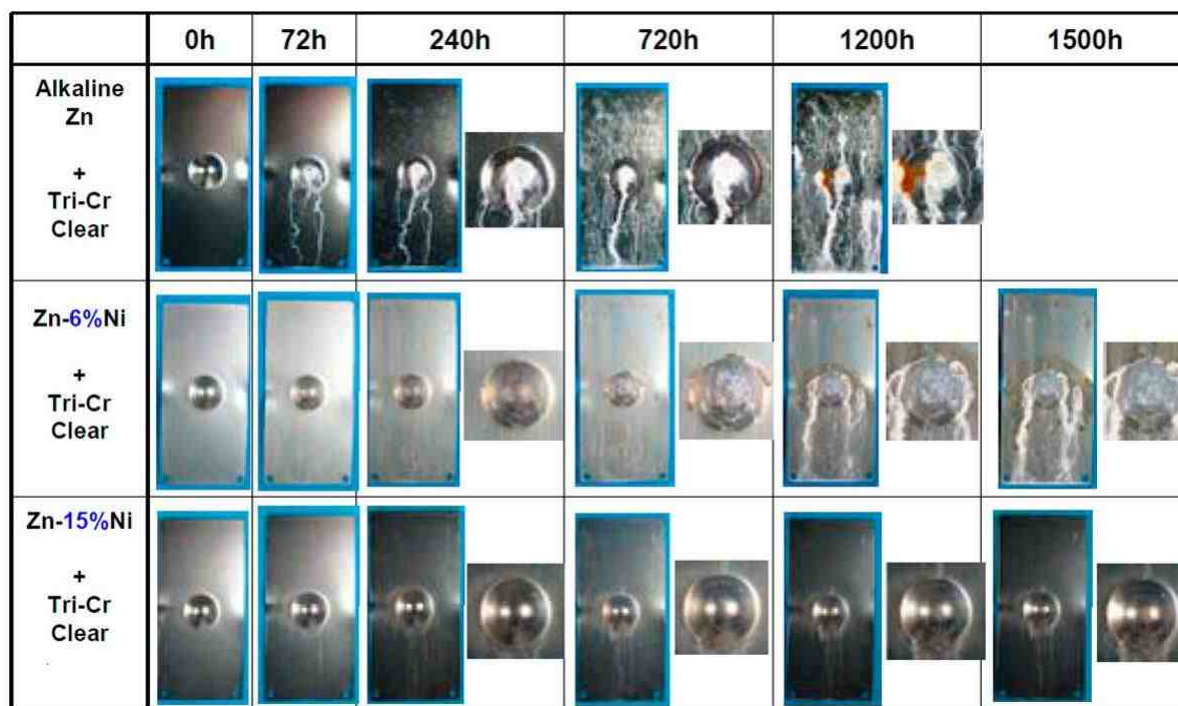 0h 72h 240h 720h 1200h 1500h
Alkaline
Zn
+
Tri-Cr
Clear
Zn-6%Ni
+
Tri-Cr
Clear
Zn-15%Ni
+
Tri-Cr
Clear